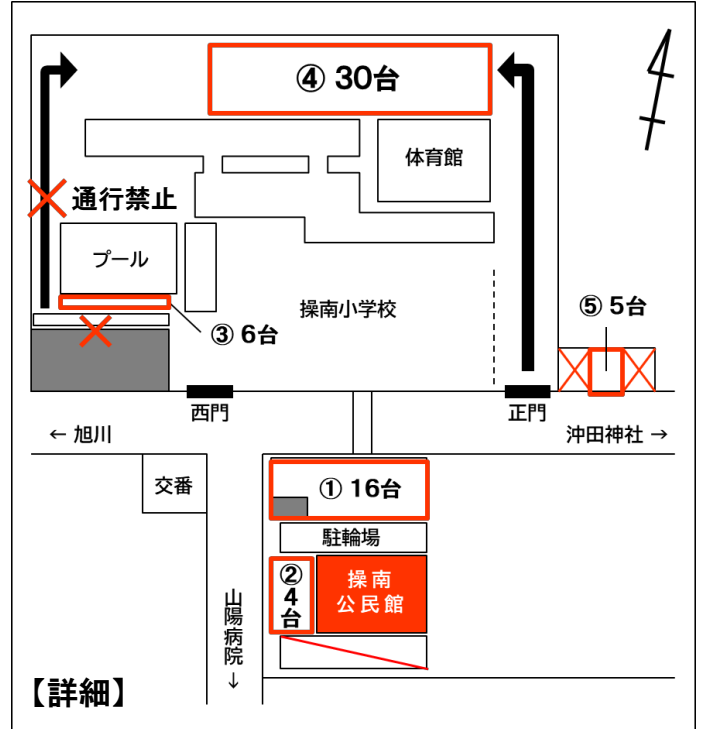 ④ 30台
体育館
通行禁止
プール
操南小学校
③ 6台
⑤ 5台
西門
正門
← 旭川
沖田神社 →
交番
① 16台
駐輪場
②4台
操南
公民館
山陽病院↓
【詳細】